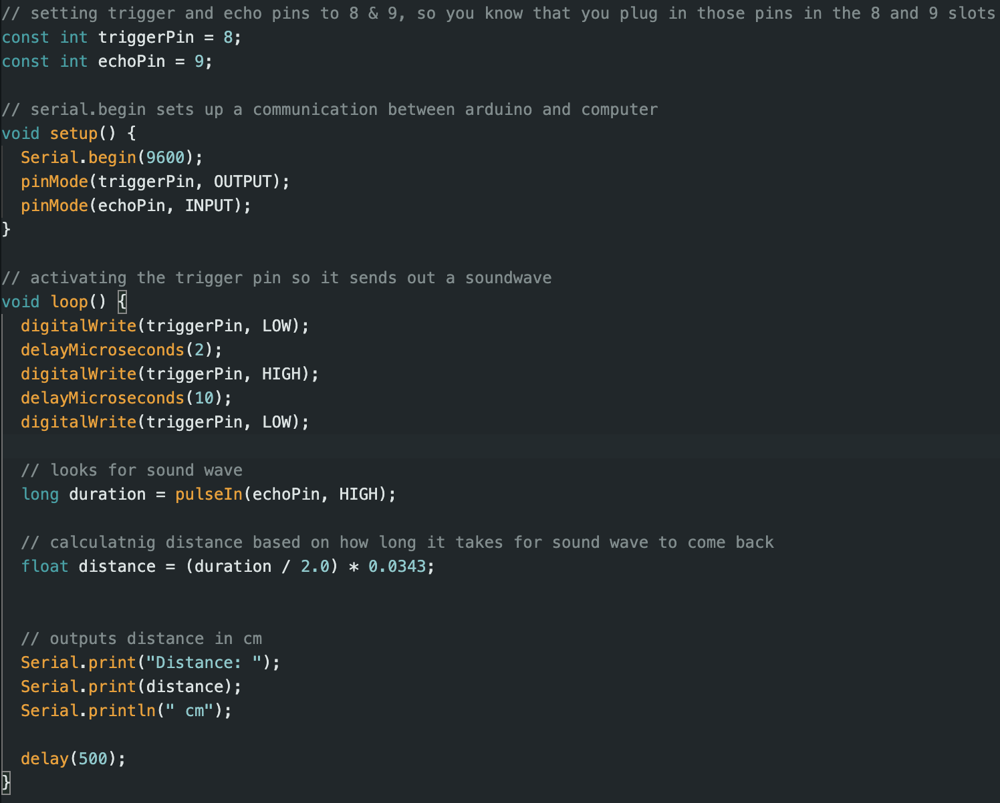 // setting trigger and echo pins to 8 & 9, so you know that you plug in those pins in the 8 and 9 slots
const int triggerPin = 8;
const int echoPin = 9;

// serial.begin sets up a communication between arduino and computer
void setup() {
  Serial.begin(9600);
  pinMode(triggerPin, OUTPUT);
  pinMode(echoPin, INPUT);
}

// activating the trigger pin so it sends out a soundwave
void loop() {
  digitalWrite(triggerPin, LOW);
  delayMicroseconds(2);
  digitalWrite(triggerPin, HIGH);
  delayMicroseconds(10);
  digitalWrite(triggerPin, LOW);

  // looks for sound wave
  long duration = pulseIn(echoPin, HIGH);

  // calculatnig distance based on how long it takes for sound wave to come back
  float distance = (duration / 2.0) * 0.0343;


  // outputs distance in cm
  Serial.print("Distance: ");
  Serial.print(distance);
  Serial.println(" cm");

  delay(500);
}